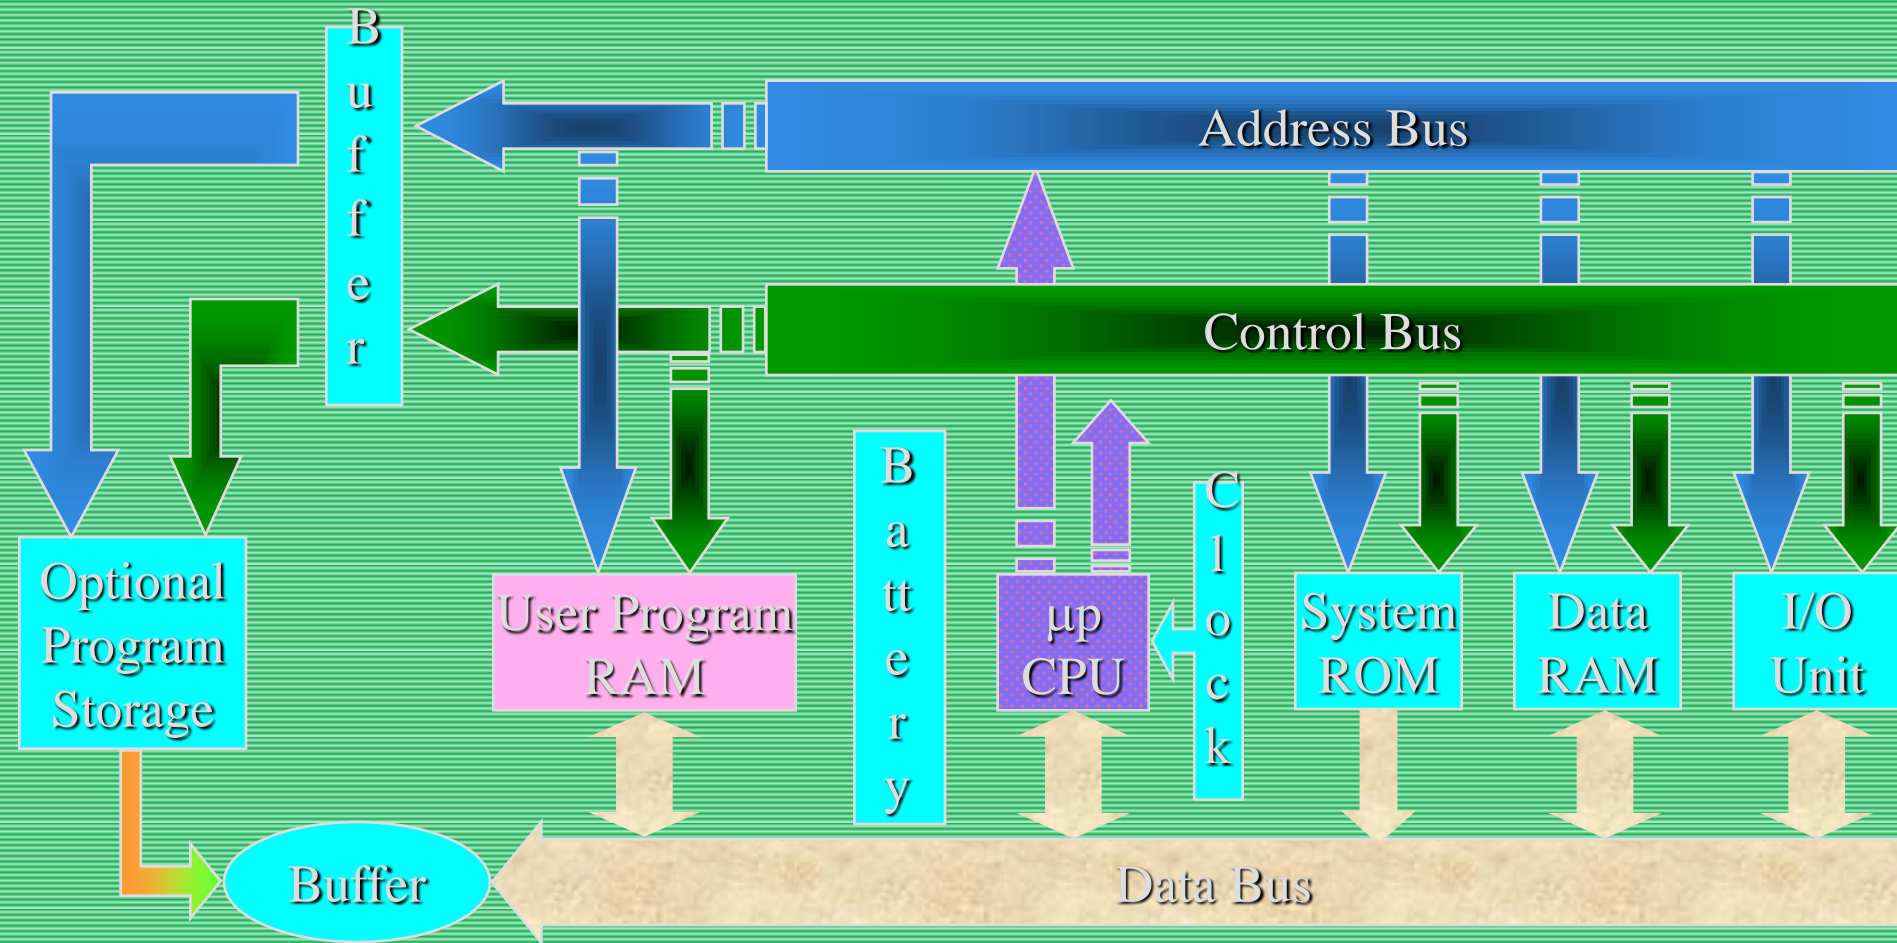 Buffer
Address Bus
Control Bus
Battery
Clock
Optional
Program
Storage
User Program
RAM
μp
CPU
System
ROM
Data
RAM
I/O
Unit
Buffer
Data Bus